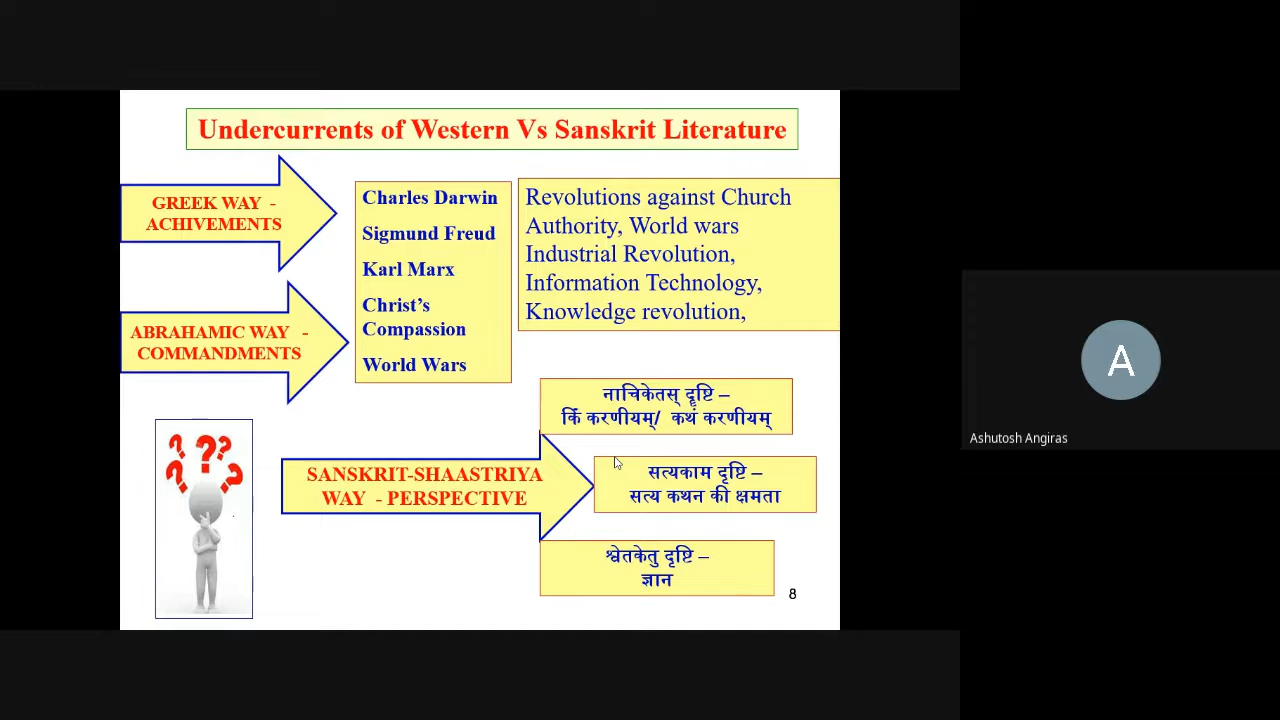 Undercurrents of Western Vs Sanskrit Literature
GREEK WAY -
ACHIVEMENTS
Charles Darwin
Sigmund Freud
Karl Marx
Christ's
Compassion
World Wars
Revolutions against Church
Authority, World wars
Industrial Revolution,
Information Technology,
Knowledge revolution,
ABRAHAMIC WAY -
COMMANDMENTS
नाचिकेतस् दृष्टि –
किं करणीयम्/ कथं करणीयम्
SANSKRIT-SHAASTRIYA
WAY - PERSPECTIVE
सत्यकाम दृष्टि –
सत्य कथन की क्षमता
श्वेतकेतु दृष्टि –
ज्ञान
8
A
Ashutosh Angiras